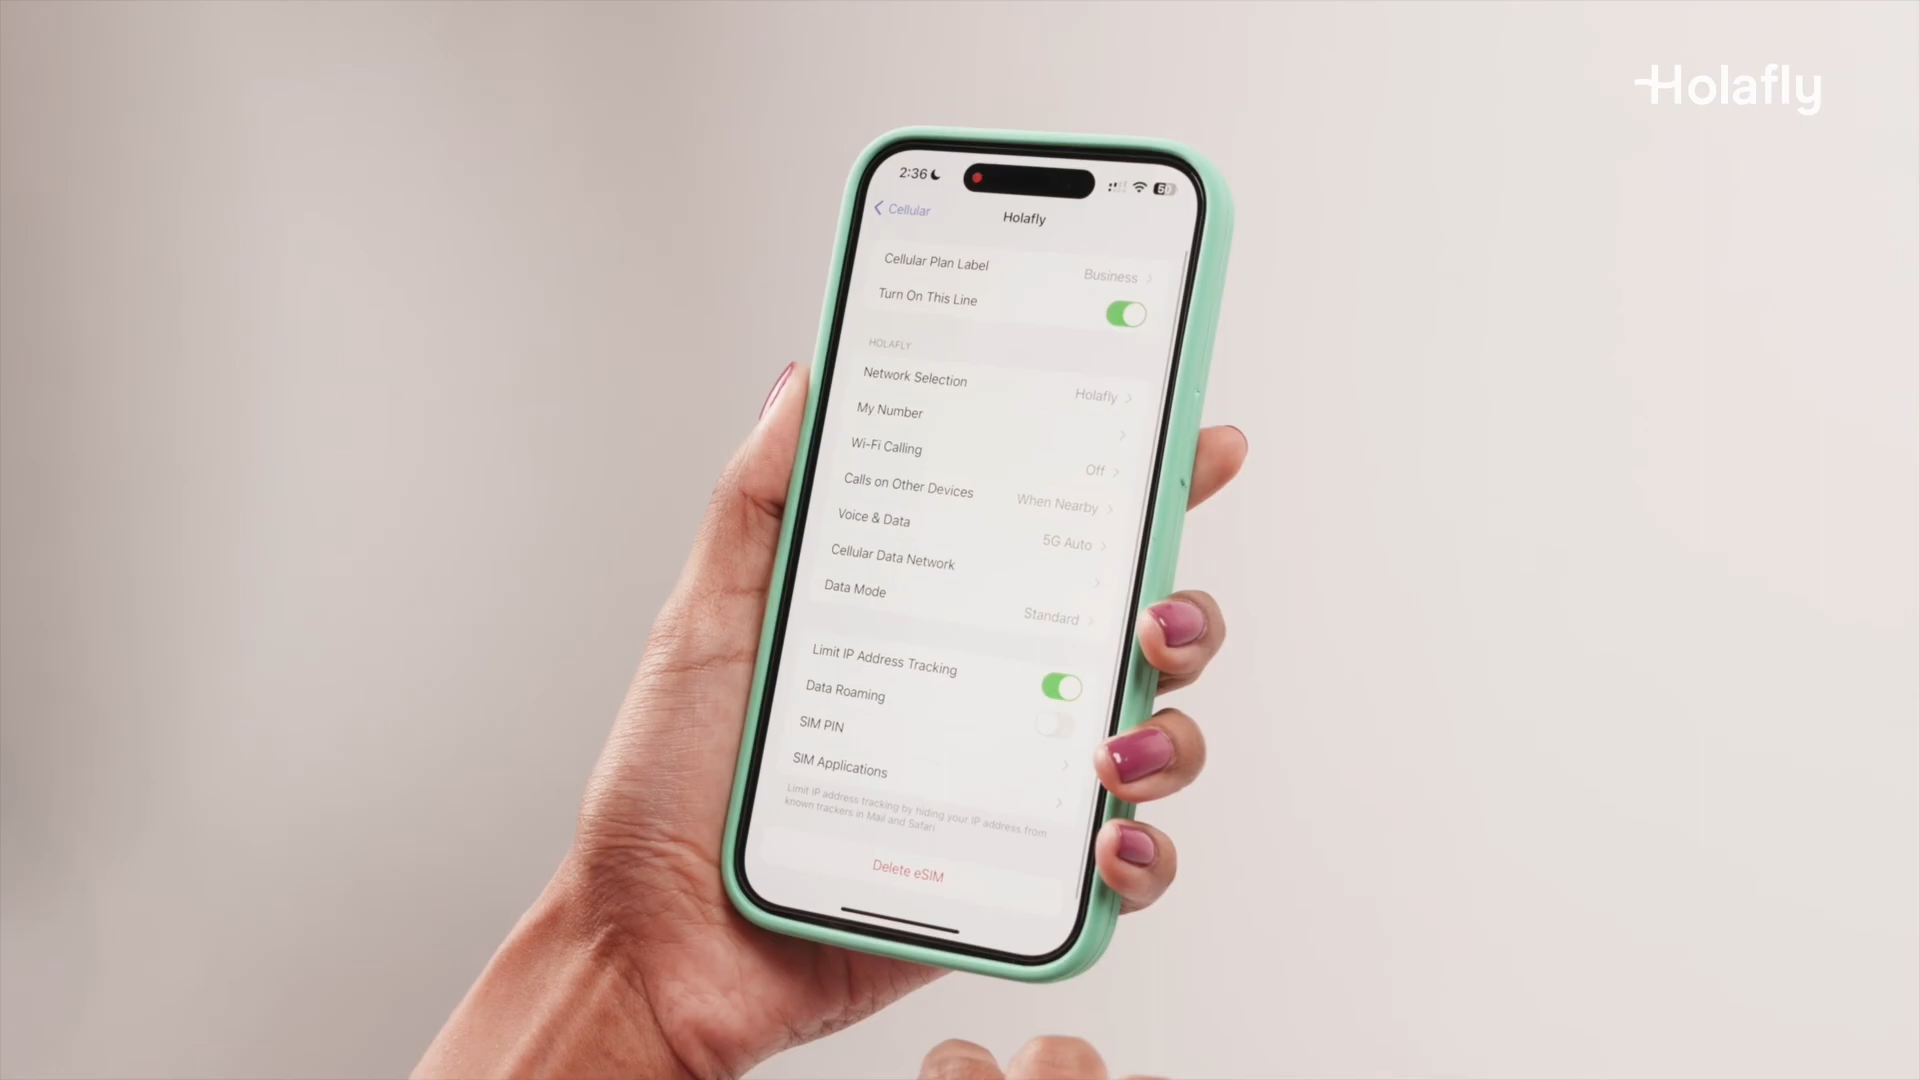 Holafly
2:36
50
Cellular
Holafly
Cellular Plan Label
Business
Turn On This Line
HOLAFLY
Network Selection
Holafly
My Number
Wi-Fi Calling
Off
Calls on Other Devices
When Nearby
Voice & Data
5G Auto
Cellular Data Network
Data Mode
Standard
Limit IP Address Tracking
Data Roaming
SIM PIN
SIM Applications
Limit IP address tracking by hiding your IP address from
known trackers in Mail and Safari
Delete eSIM